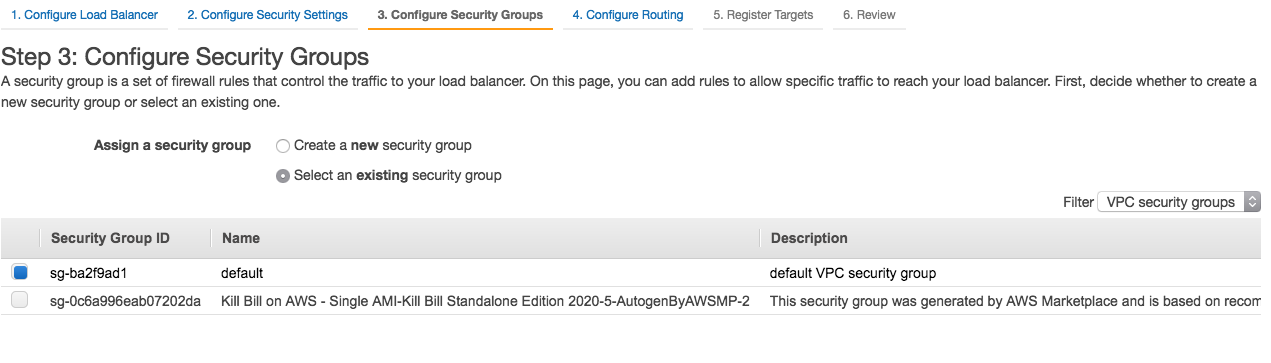 1. Configure Load Balancer 2. Configure Security Settings 3. Configure Security Groups 4. Configure Routing 5. Register Targets 6. Review
Step 3: Configure Security Groups
A security group is a set of firewall rules that control the traffic to your load balancer. On this page, you can add rules to allow specific traffic to reach your load balancer. First, decide whether to create a
new security group or select an existing one.
Assign a security group Create a new security group
Select an existing security group
Filter VPC security groups
Security Group ID Name Description
sg-ba2f9ad1 default default VPC security group
sg-0c6a996eab07202da Kill Bill on AWS - Single AMI-Kill Bill Standalone Edition 2020-5-AutogenByAWSMP-2 This security group was generated by AWS Marketplace and is based on recom